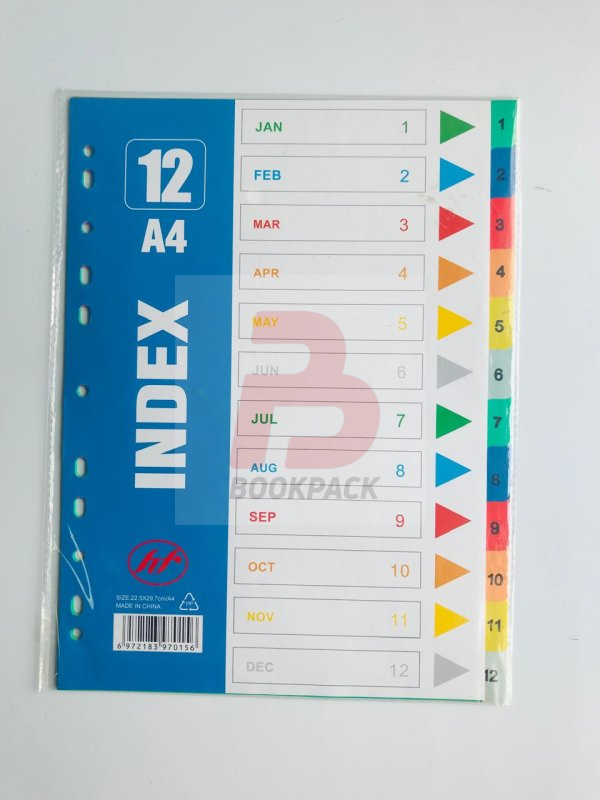 12
A4
INDEX
SIZE:22.5X29.7cm/A4
MADE IN CHINA
PP
6 972183 970156
JAN 1
FEB 2
MAR 3
APR 4
MAY 5
JUN 6
JUL 7
AUG 8
SEP 9
OCT 10
NOV 11
DEC 12
1
2
3
4
5
6
7
8
9
10
11
12
BOOKPACK